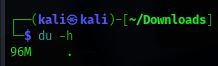 ┌──(kali㉿kali)-[~/Downloads]
└─$ du -h
96M     .